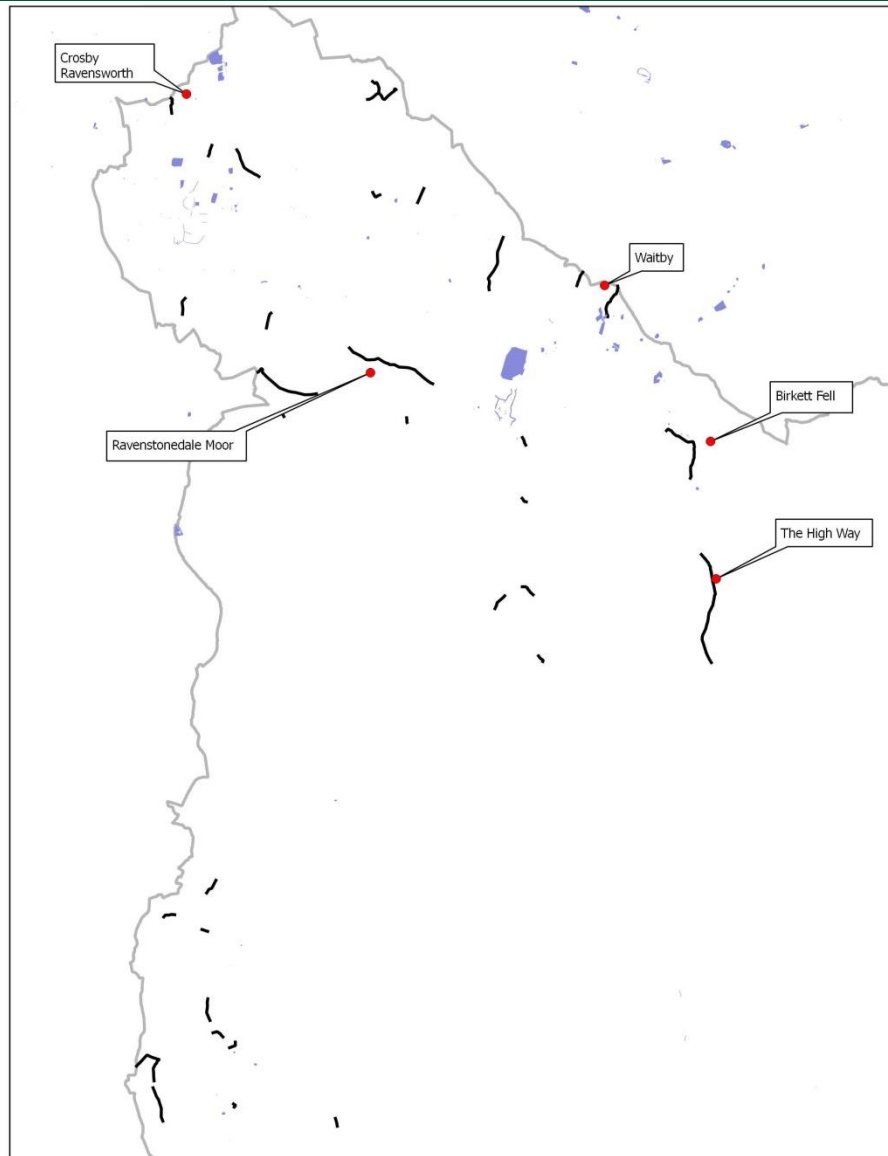 Crosby
Ravensworth
Waitby
Birkett Fell
Ravenstonedale Moor
The High Way